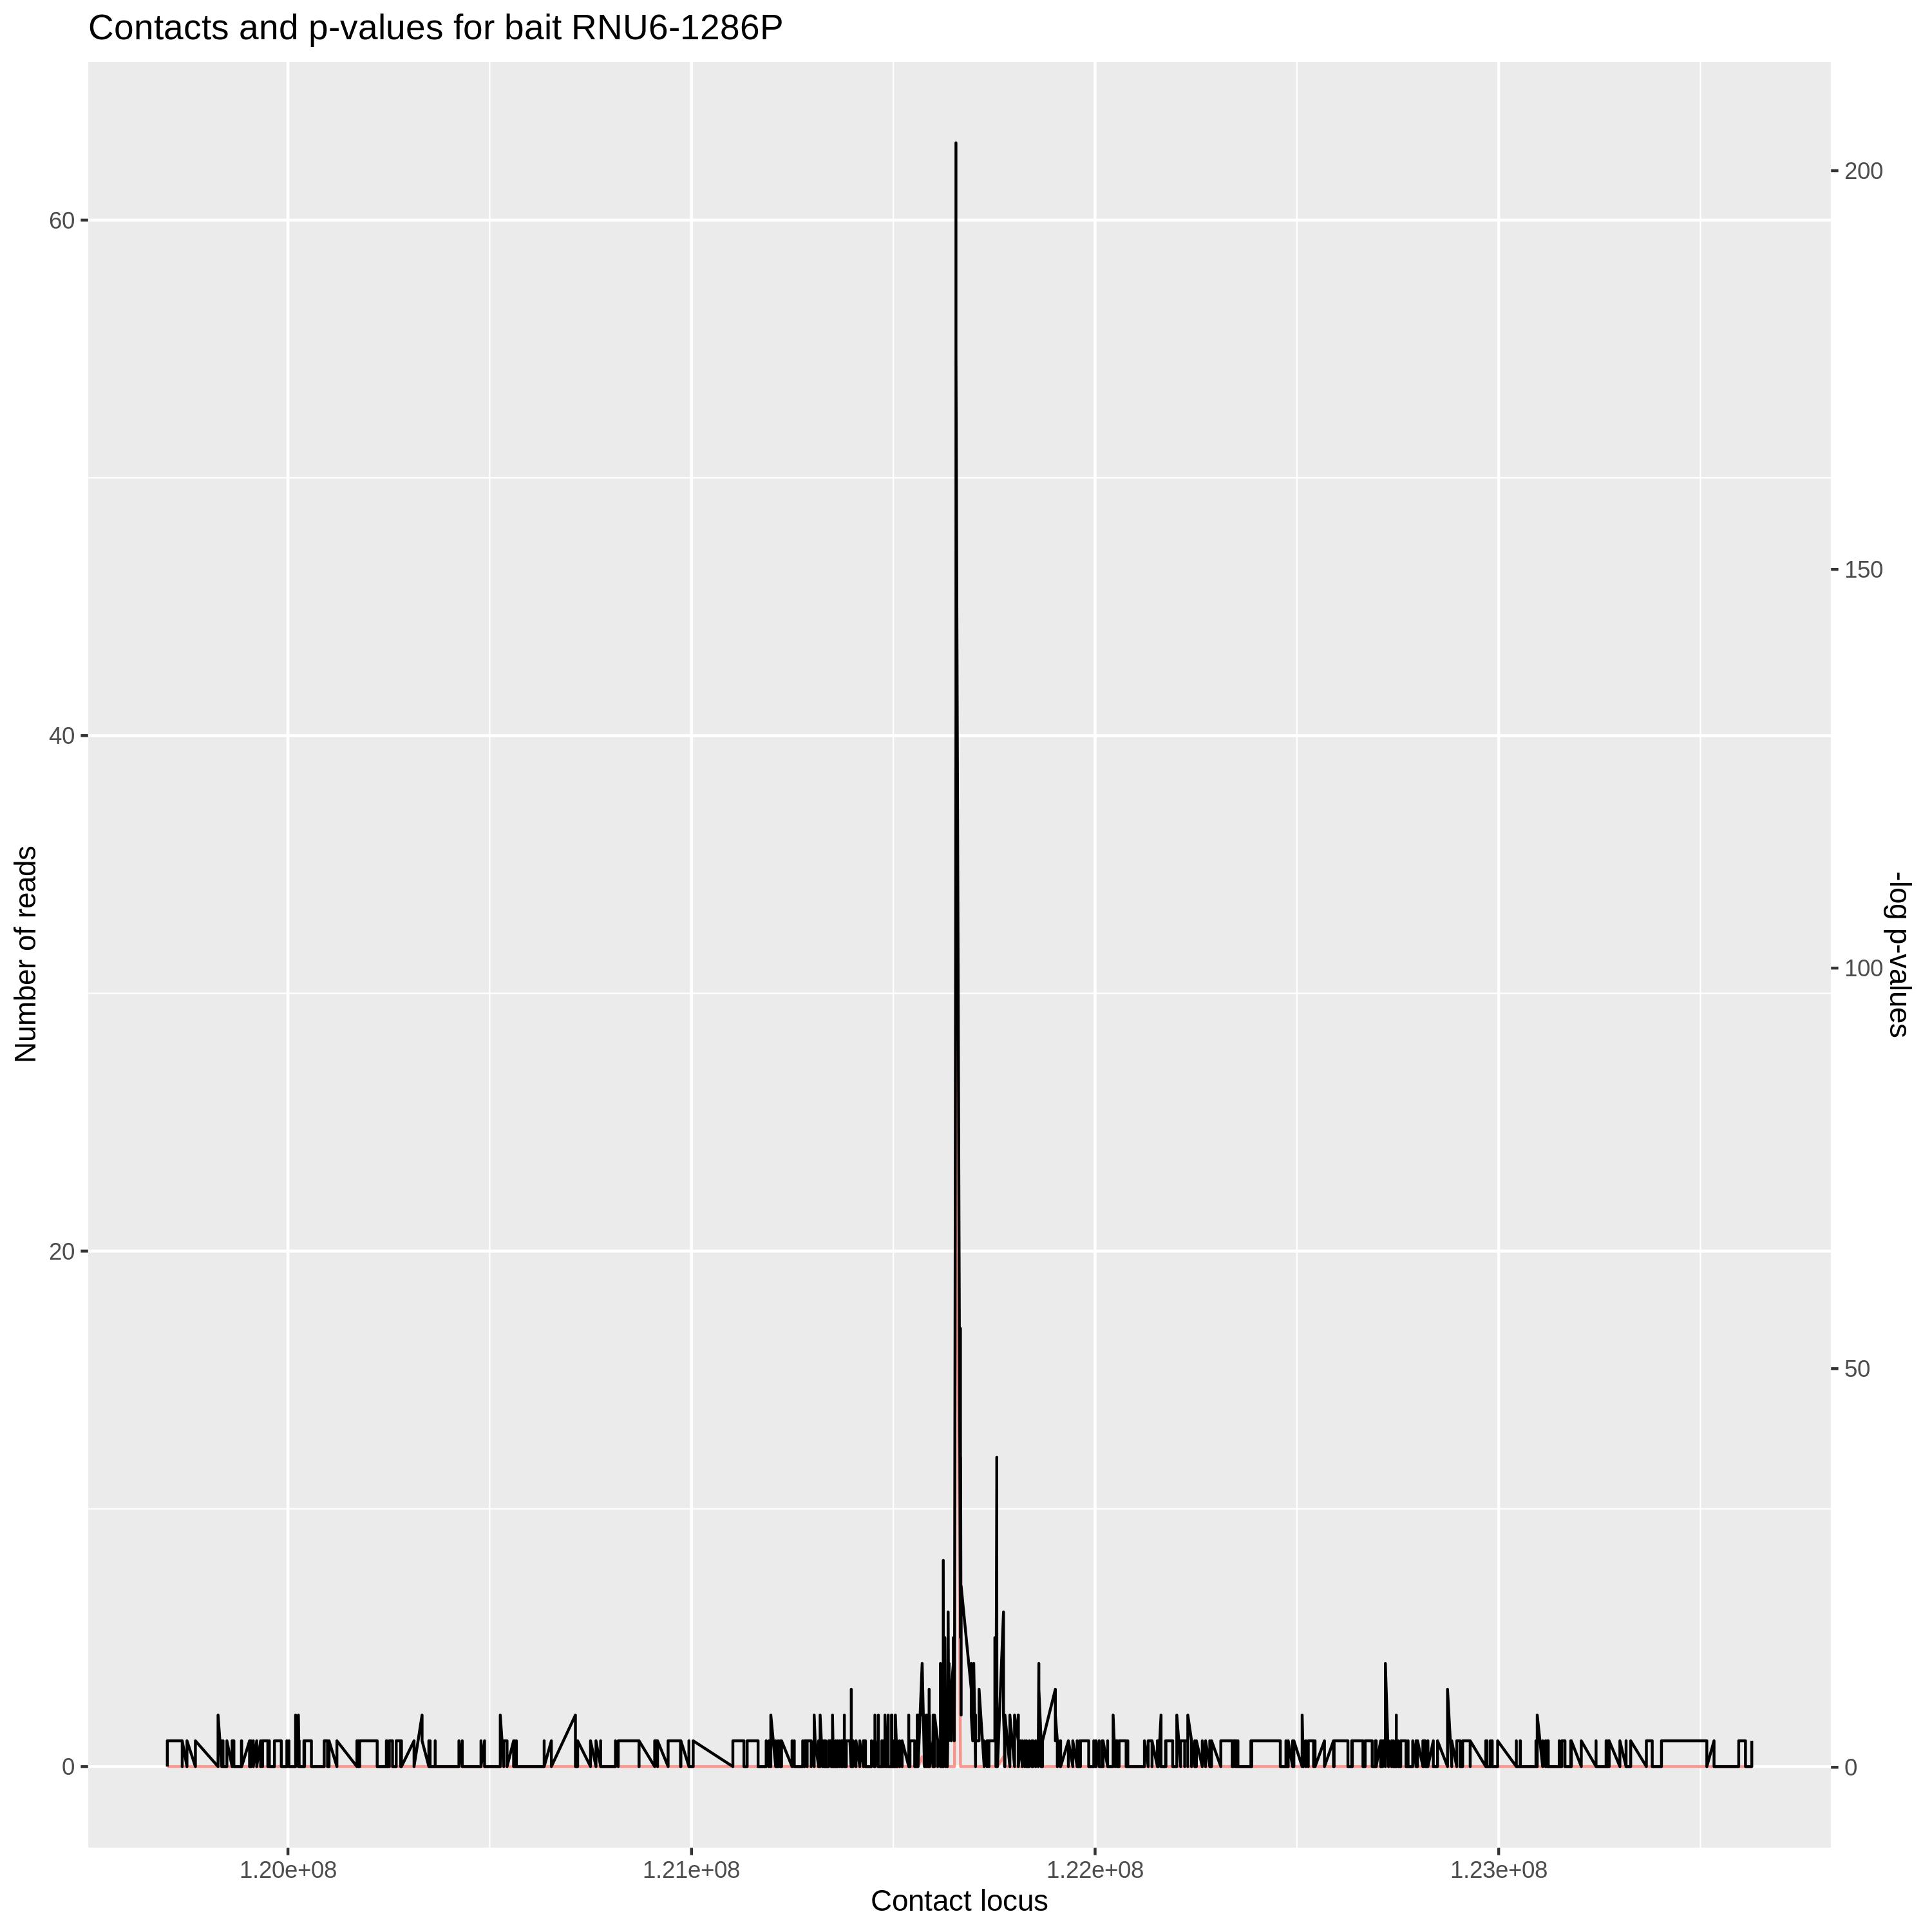 Contacts and p-values for bait RNU6-1286P
Number of reads
60
40
20
0
200
150
100
50
0
-log p-values
1.20e+08
1.21e+08
1.22e+08
1.23e+08
Contact locus